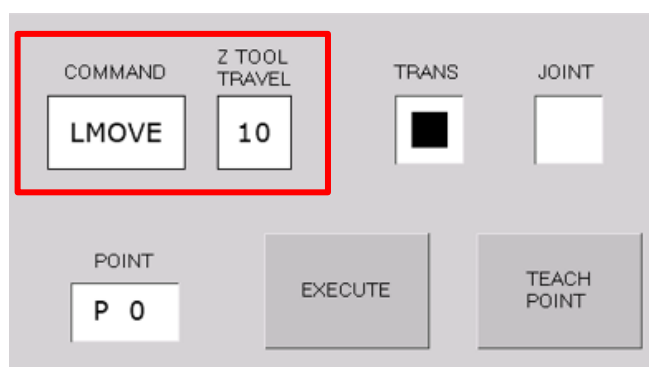 COMMAND
Z TOOL
TRAVEL
TRANS
JOINT
LMOVE
10
POINT
P 0
EXECUTE
TEACH
POINT